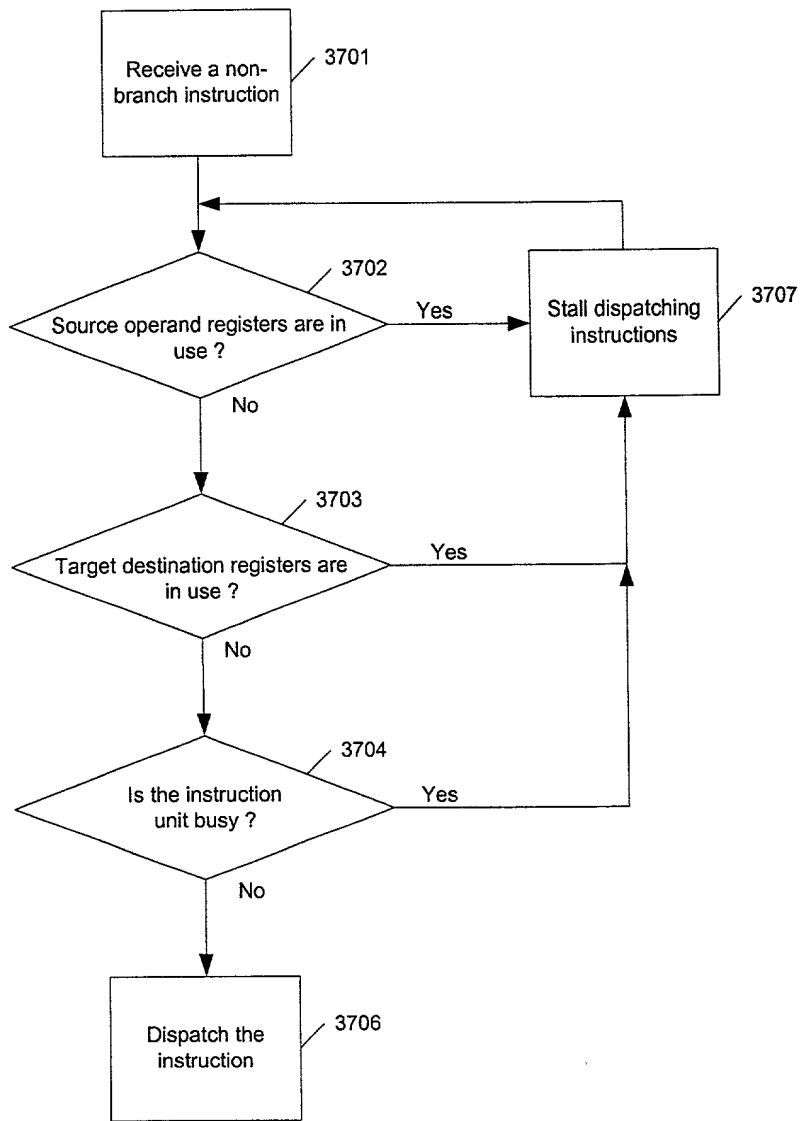 Receive a non-
branch instruction
3701
3702
Source operand registers are in
use ?
Yes
No
Stall dispatching
instructions
3707
3703
Target destination registers are
in use ?
Yes
No
3704
Is the instruction
unit busy ?
Yes
No
Dispatch the
instruction
3706